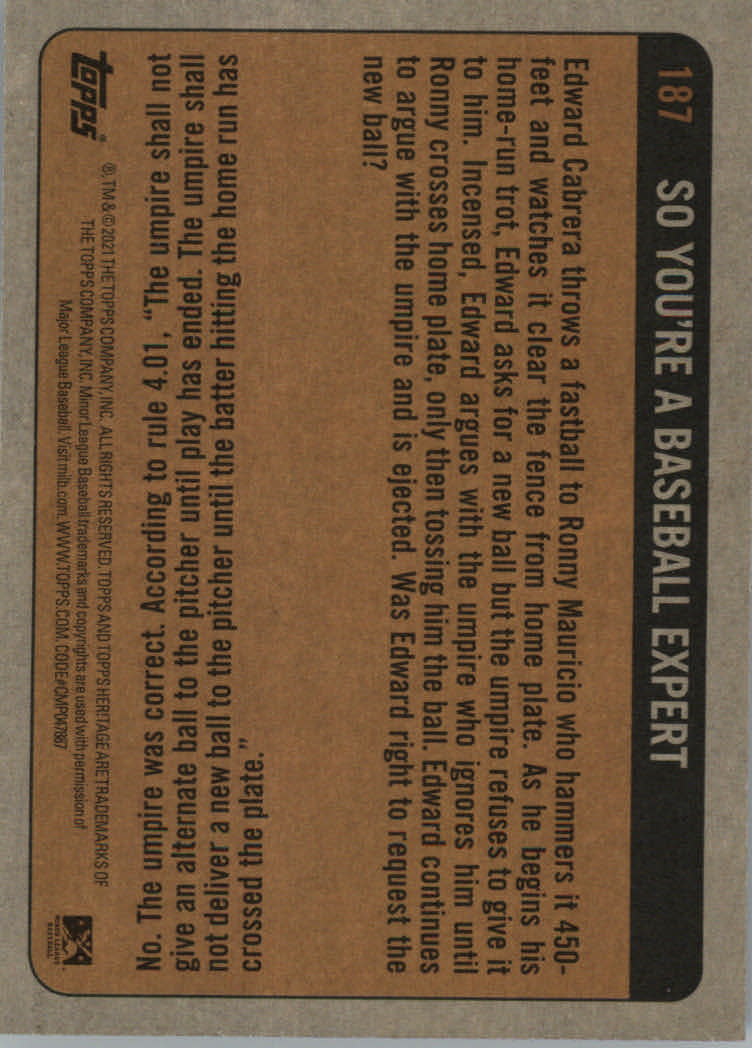 187 SO YOU'RE A BASEBALL EXPERT
Edward Cabrera throws a fastball to Ronny Mauricio who hammers it 450-
feet and watches it clear the fence from home plate. As he begins his
home-run trot, Edward asks for a new ball but the umpire refuses to give it
to him. Incensed, Edward argues with the umpire who ignores him until
Ronny crosses home plate, only then tossing him the ball. Edward continues
to argue with the umpire and is ejected. Was Edward right to request the
new ball?
No. The umpire was correct. According to rule 4.01, "The umpire shall not
give an alternate ball to the pitcher until play has ended. The umpire shall
not deliver a new ball to the pitcher until the batter hitting the home run has
crossed the plate."
topps®
®, TM & © 2021 THE TOPPS COMPANY, INC. ALL RIGHTS RESERVED. TOPPS AND TOPPS HERITAGE ARE TRADEMARKS OF
THE TOPPS COMPANY, INC. Minor League Baseball trademarks and copyrights are used with permission of
Major League Baseball. Visit milb.com. WWW.TOPPS.COM. CODE#CMP047887
MINOR LEAGUE
BASEBALL